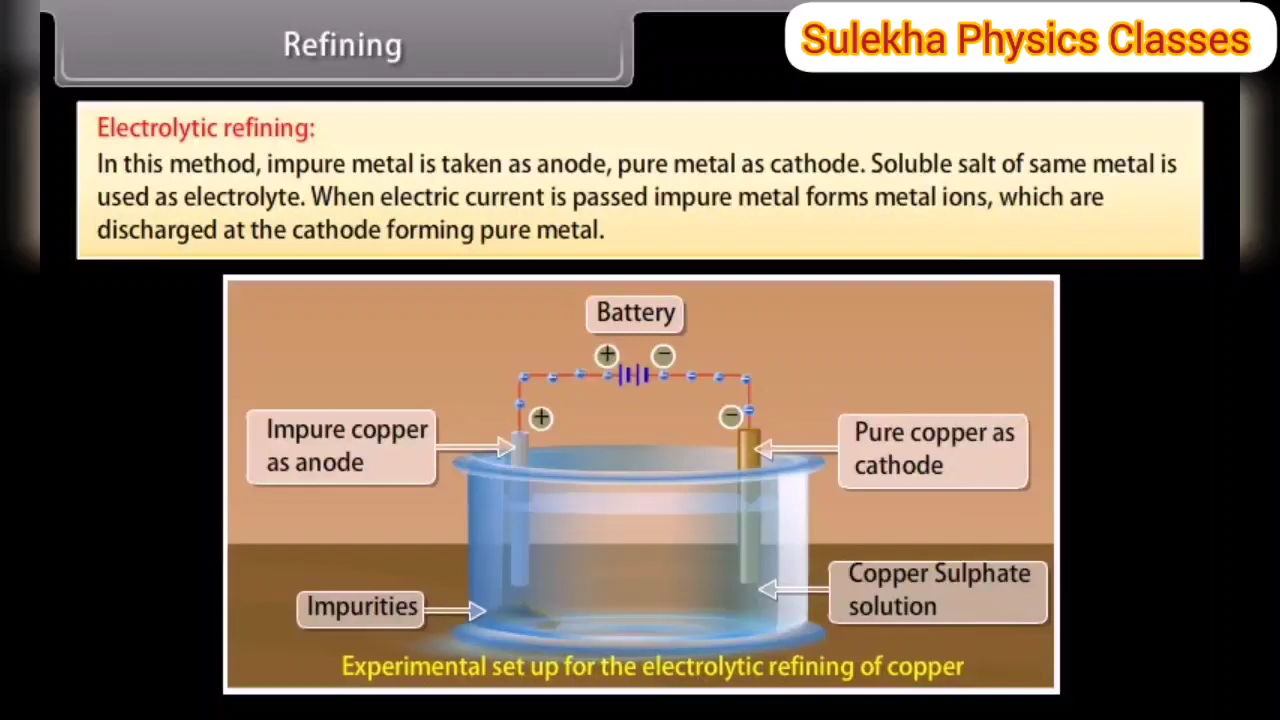 Refining
Sulekha Physics Classes
Electrolytic refining:
In this method, impure metal is taken as anode, pure metal as cathode. Soluble salt of same metal is
used as electrolyte. When electric current is passed impure metal forms metal ions, which are
discharged at the cathode forming pure metal.
Battery
+ −
+ −
Impure copper
as anode
Pure copper as
cathode
Copper Sulphate
solution
Impurities
Experimental set up for the electrolytic refining of copper